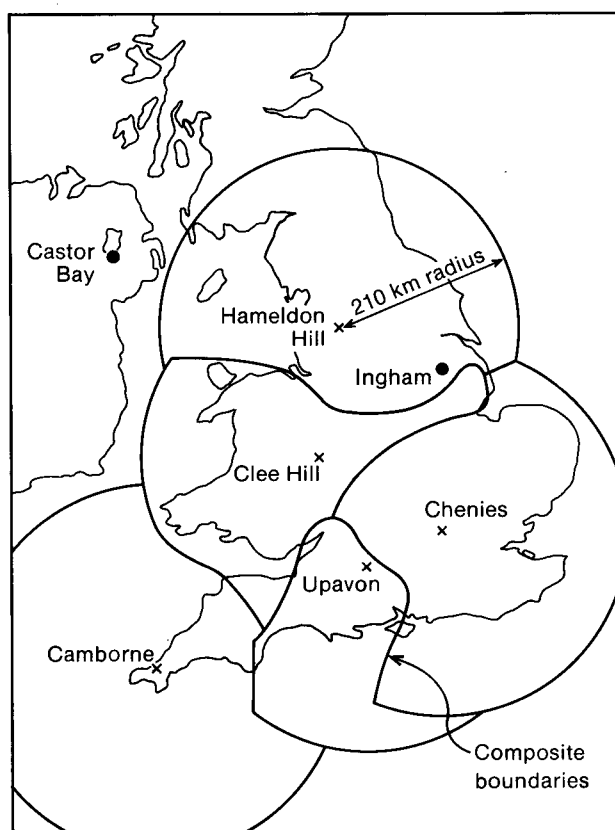 Castor
Bay
210 km radius
Hameldon
Hill
Ingham
Clee Hill
Chenies
Upavon
Camborne
Composite
boundaries